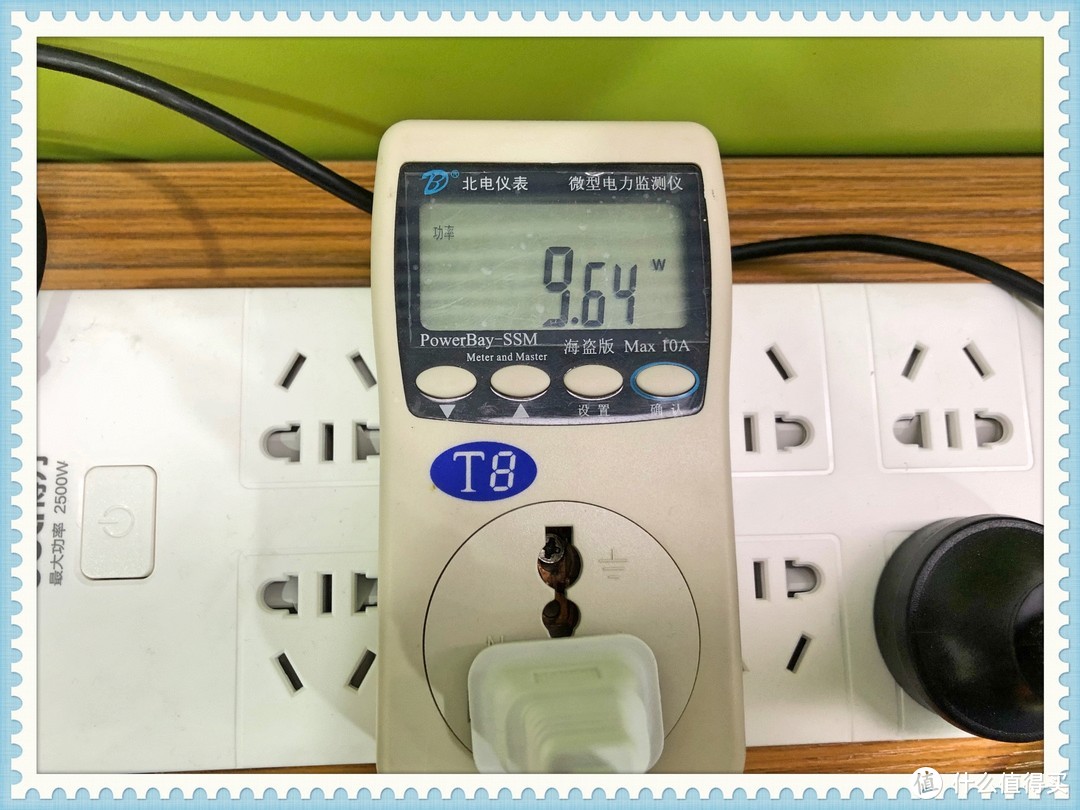 北电仪表 微型电力监测仪
功率
9.64 W
PowerBay-SSM 海盗版 Max 10A
Meter and Master
▼ ▲ 设置 确认
T8
最大功率 2500W
N
值 什么值得买